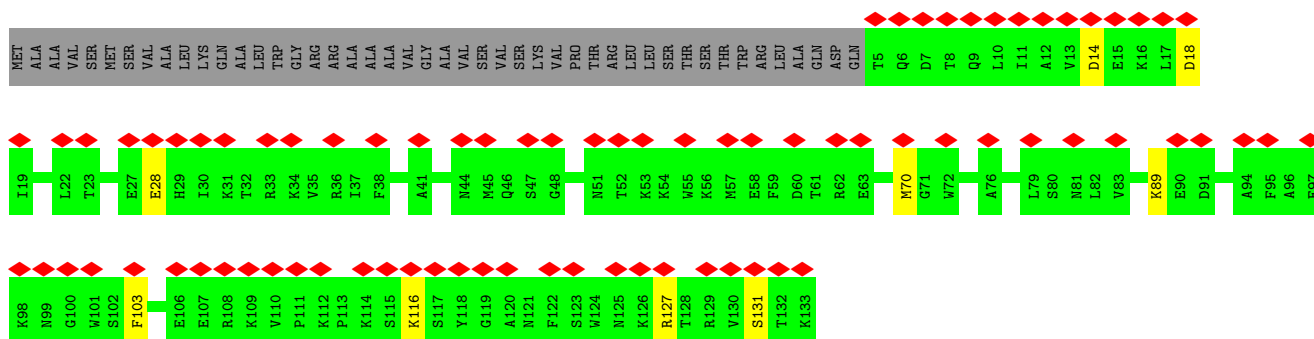 MET ALA ALA VAL SER MET SER VAL ALA LEU LYS GLN ALA LEU TRP GLY ARG ARG ALA ALA ALA VAL GLY ALA VAL SER VAL SER LYS VAL PRO THR ARG LEU LEU SER THR SER THR TRP ARG LEU ALA GLN ASP GLN T5 Q6 D7 T8 Q9 L10 I11 A12 V13 D14 E15 K16 L17 D18
I19 L22 T23 E27 E28 H29 I30 K31 T32 R33 K34 V35 R36 I37 F38 A41 N44 M45 Q46 S47 G48 N51 T52 K53 K54 W55 K56 M57 E58 F59 D60 T61 R62 E63 M70 G71 W72 A76 L79 S80 N81 L82 V83 K89 E90 D91 A94 F95 A96 E97
K98 N99 G100 W101 S102 F103 E106 E107 R108 K109 V110 P111 K112 P113 K114 S115 K116 S117 Y118 G119 A120 N121 F122 S123 W124 N125 K126 R127 T128 R129 V130 S131 T132 K133